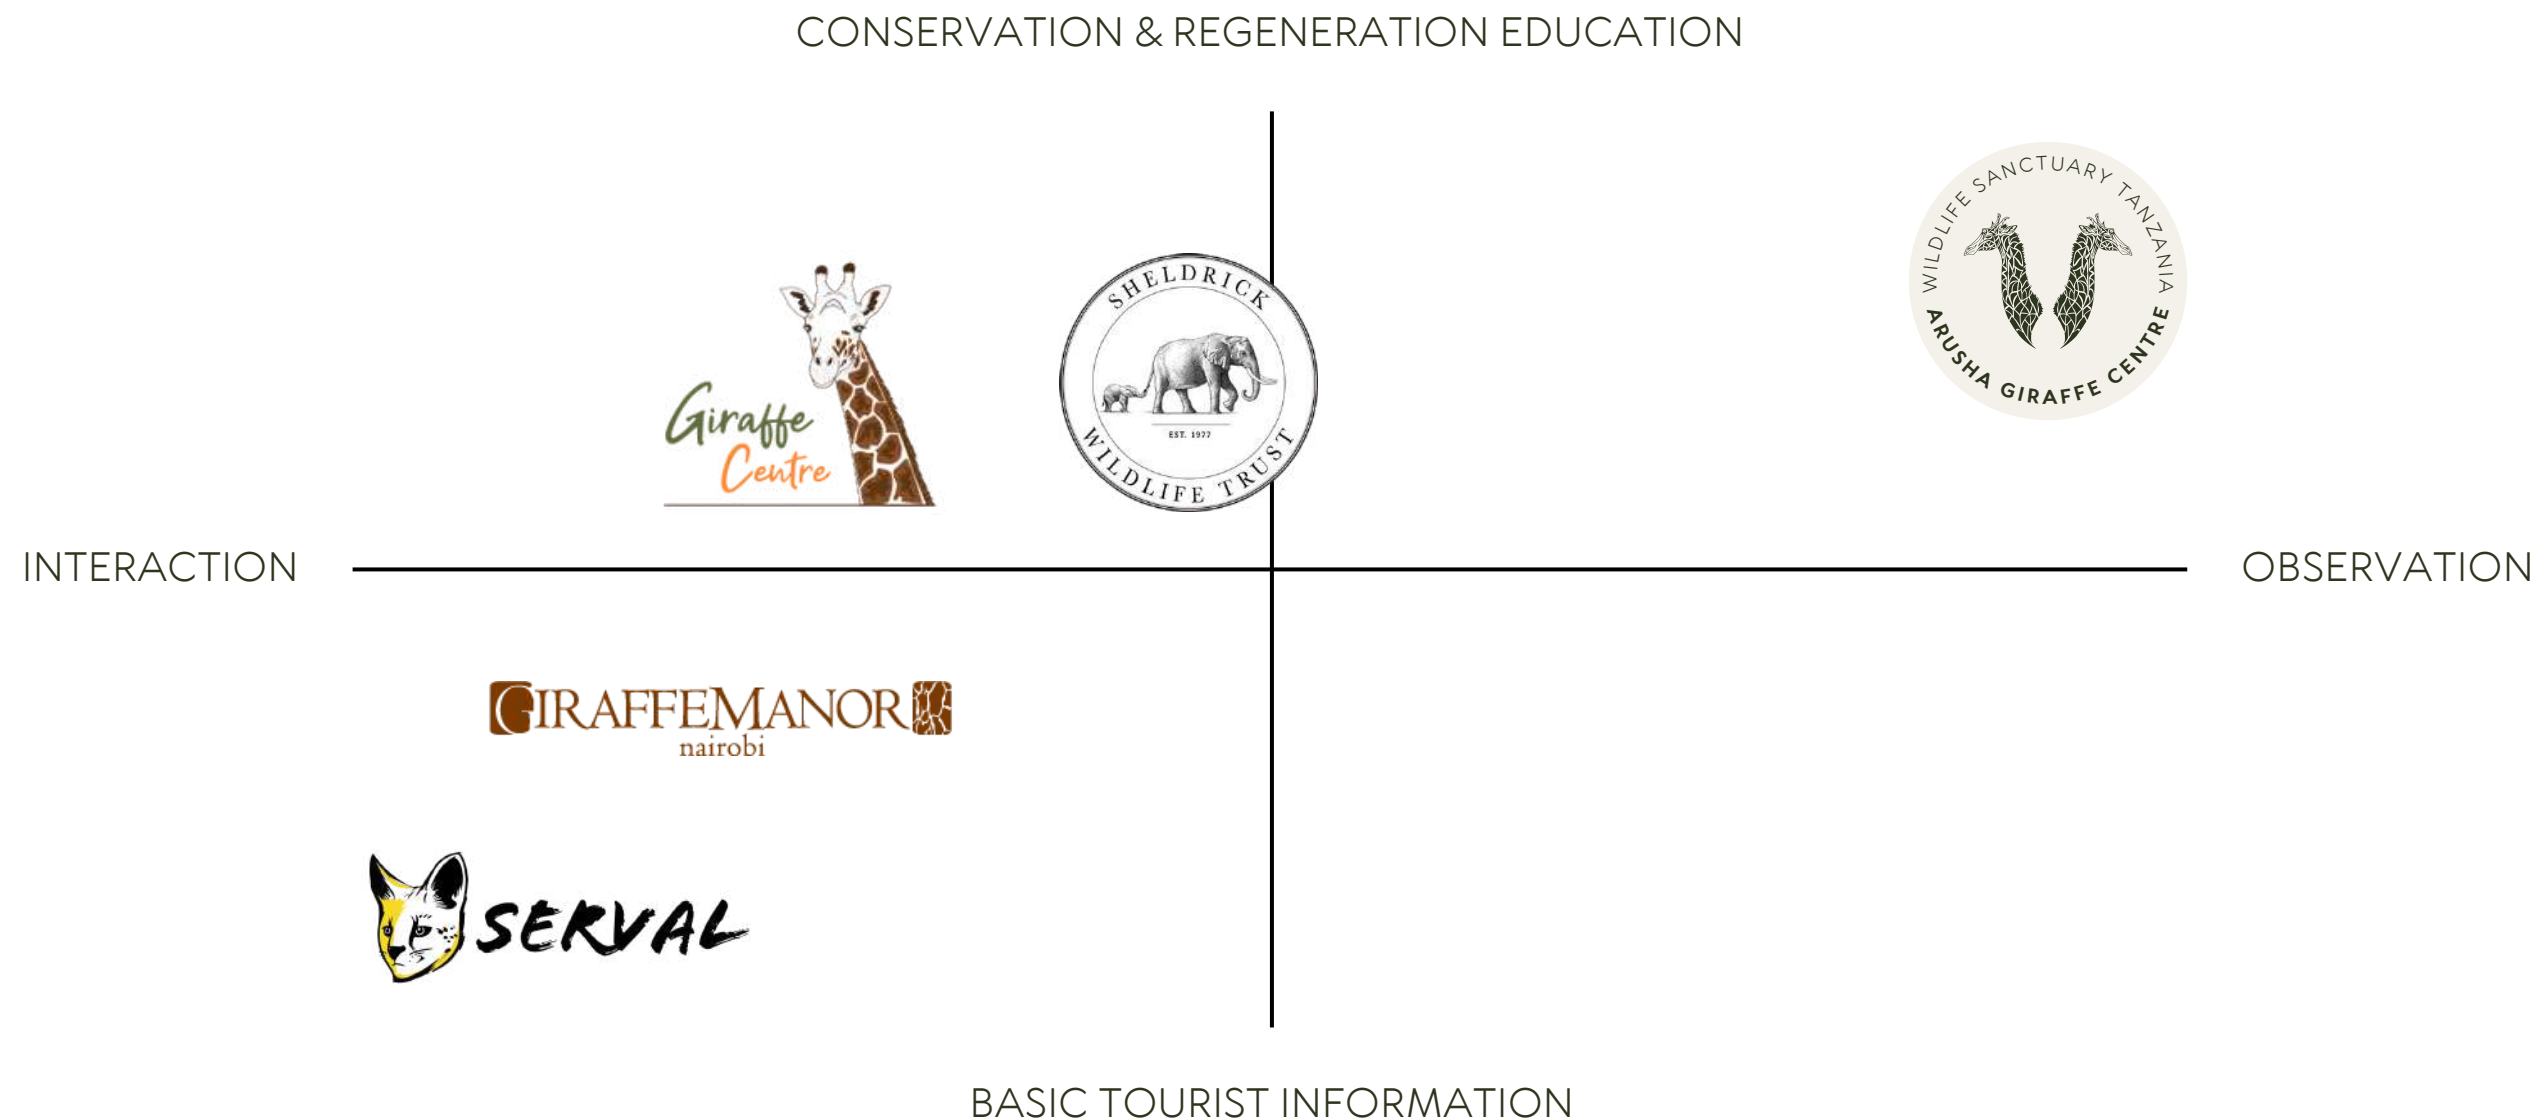 CONSERVATION & REGENERATION EDUCATION
WILDLIFE SANCTUARY TANZANIA
ARUSHA GIRAFFE CENTRE
SHELDRICK
EST. 1977
WILDLIFE TRUST
Giraffe
Centre
INTERACTION
OBSERVATION
GIRAFFEMANOR
nairobi
SERVAL
BASIC TOURIST INFORMATION